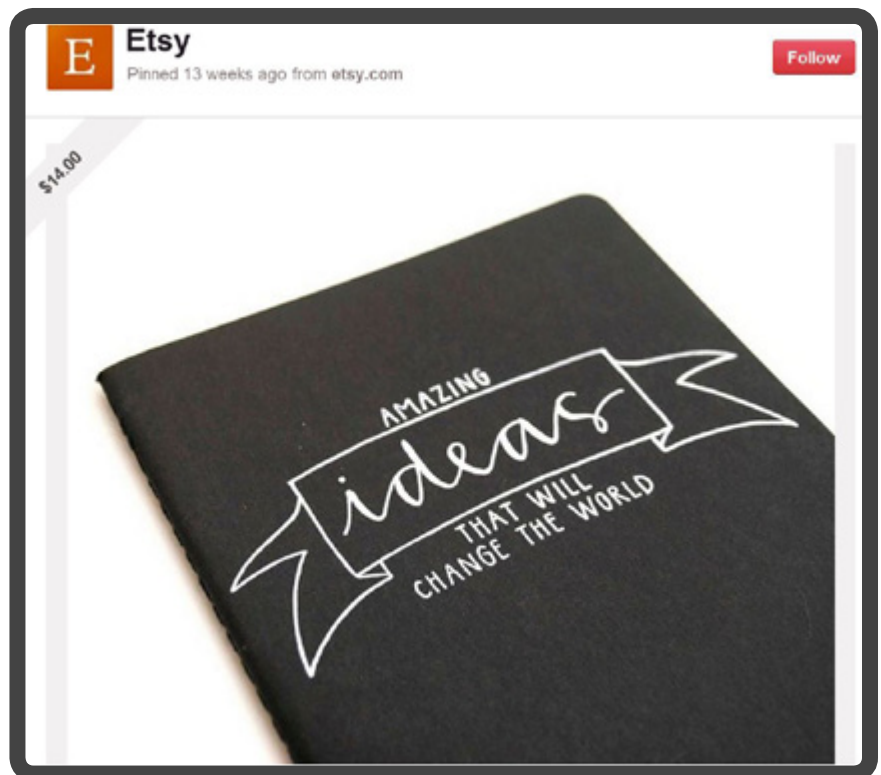 E
Etsy
Pinned 13 weeks ago from etsy.com
Follow
$14.00
AMAZING
ideas
THAT WILL
CHANGE THE WORLD